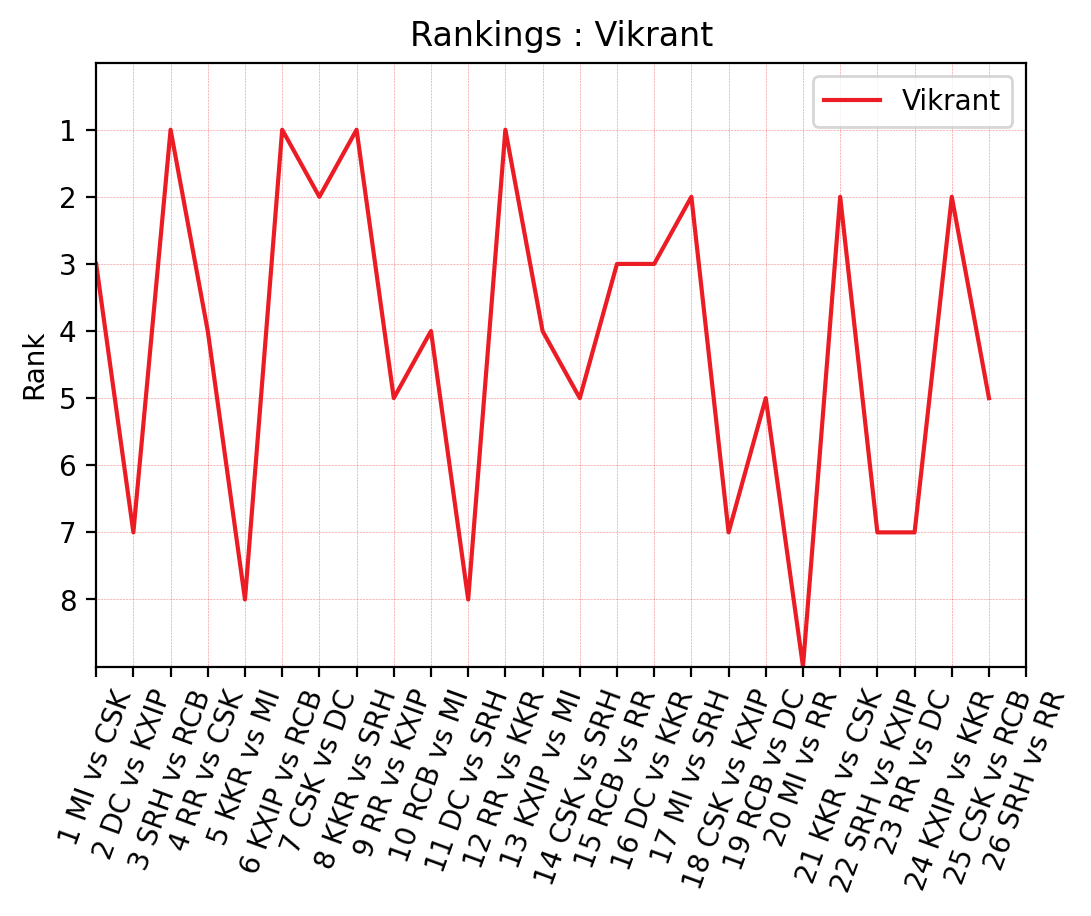 Rankings : Vikrant
Vikrant
Rank
1
2
3
4
5
6
7
8
1 MI vs CSK
2 DC vs KXIP
3 SRH vs RCB
4 RR vs CSK
5 KKR vs MI
6 KXIP vs RCB
7 CSK vs DC
8 KKR vs SRH
9 RR vs KXIP
10 RCB vs MI
11 DC vs SRH
12 RR vs KKR
13 KXIP vs MI
14 CSK vs SRH
15 RCB vs RR
16 DC vs KKR
17 MI vs SRH
18 CSK vs KXIP
19 RCB vs DC
20 MI vs RR
21 KKR vs CSK
22 SRH vs KXIP
23 RR vs DC
24 KXIP vs KKR
25 CSK vs RCB
26 SRH vs RR